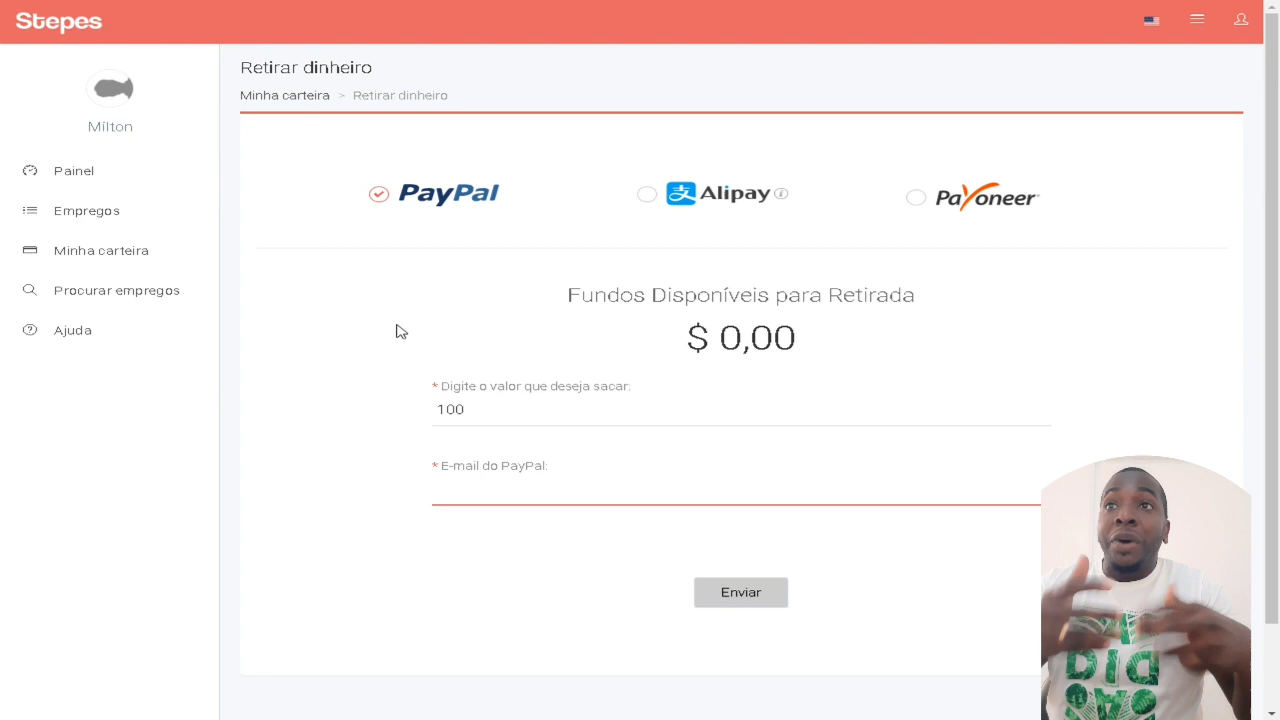 Stepes
Milton
Painel
Empregos
Minha carteira
Procurar empregos
Ajuda
Retirar dinheiro
Minha carteira > Retirar dinheiro
PayPal
Alipay
Payoneer
Fundos Disponíveis para Retirada
$ 0,00
* Digite o valor que deseja sacar:
100
* E-mail do PayPal:
Enviar